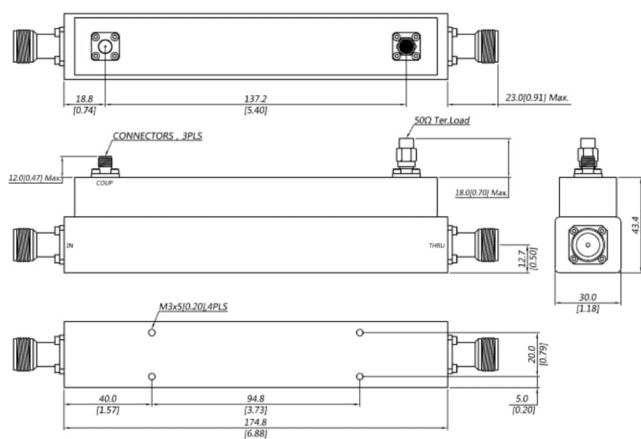 18.8
[0.74]
137.2
[5.40]
23.0[0.91] Max.
CONNECTORS , 3PLS
50Ω Ter.Load
12.0[0.47] Max.
COUP
18.0[0.70] Max.
IN
THRU
12.7
[0.50]
43.4
30.0
[1.18]
M3x5[0.20],4PLS
20.0
[0.79]
40.0
[1.57]
94.8
[3.73]
5.0
[0.20]
174.8
[6.88]